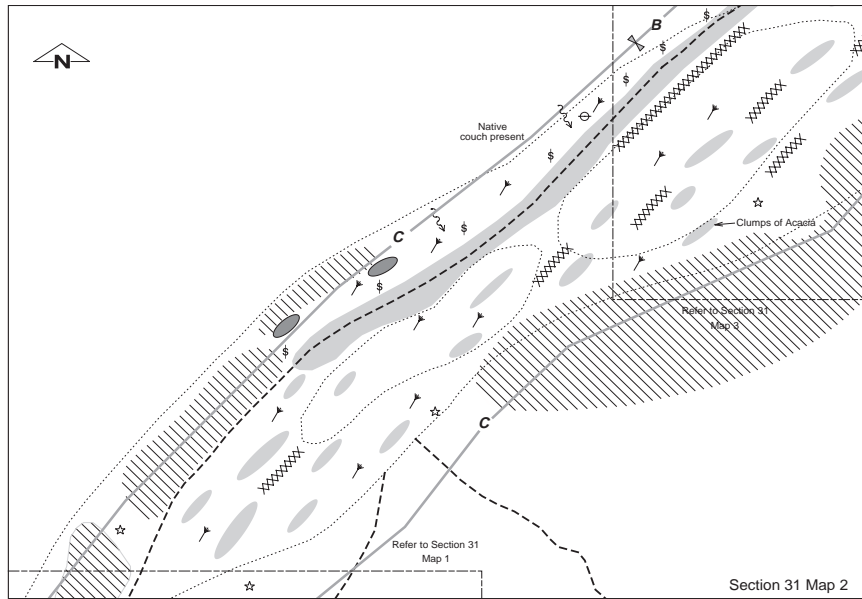 N
B
Native
couch present
C
Clumps of Acacia
Refer to Section 31
Map 3
C
Refer to Section 31
Map 1
Section 31 Map 2
$
$
$
$
$
$
$